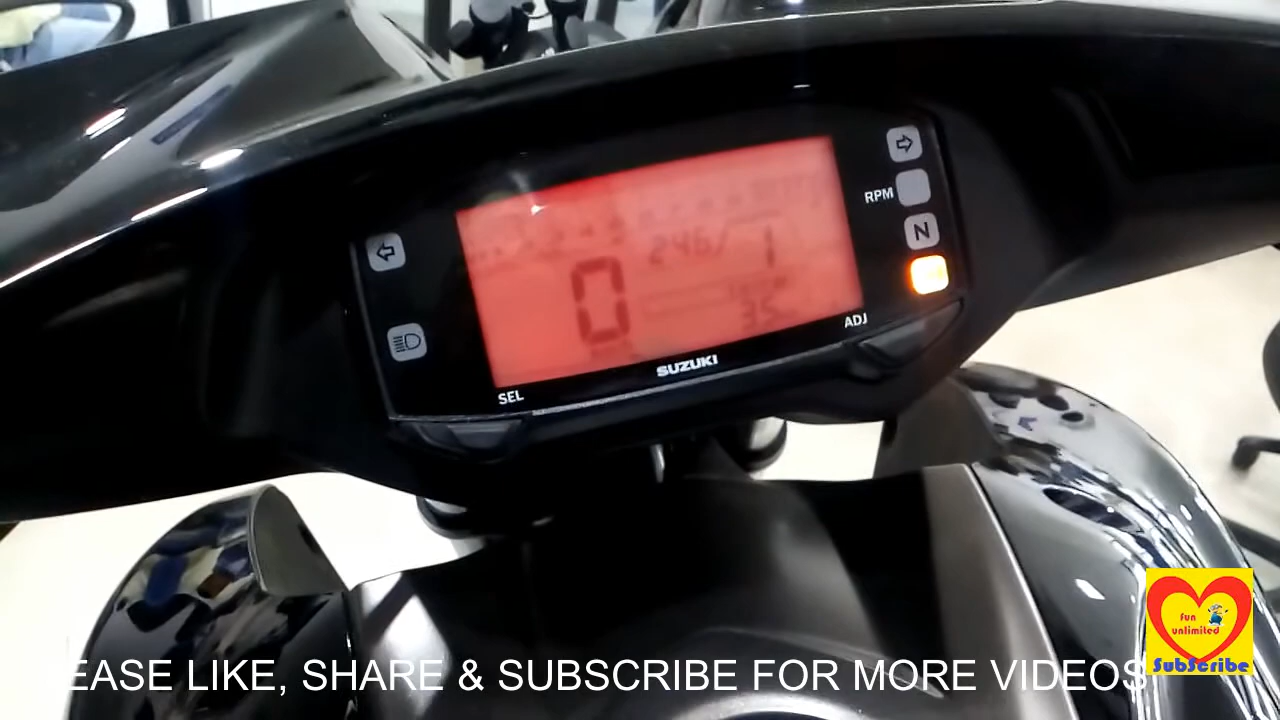 RPM
N
246/ 1
0
35
ADJ
SUZUKI
SEL
fun
unlimited
SubScribe
EASE LIKE, SHARE & SUBSCRIBE FOR MORE VIDEOS